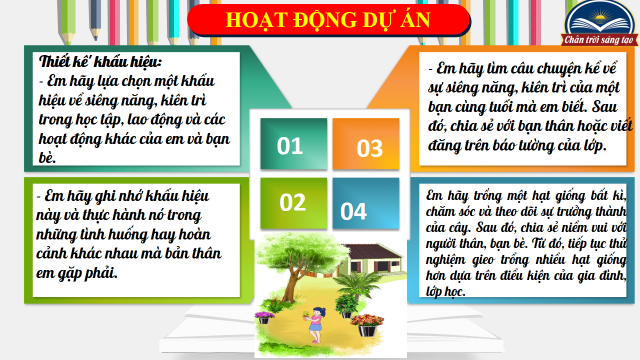 HOẠT ĐỘNG DỰ ÁN
Chân trời sáng tạo
Thiết kế khẩu hiệu:
- Em hãy lựa chọn một khẩu
hiệu về siêng năng, kiên trì
trong học tập, lao động và các
hoạt động khác của em và bạn
bè.
01
- Em hãy ghi nhớ khẩu hiệu
này và thực hành nó trong
những tình huống hay hoàn
cảnh khác nhau mà bản thân
em gặp phải.
02
- Em hãy tìm câu chuyện kể về
sự siêng năng, kiên trì của một
bạn cùng tuổi mà em biết. Sau
đó, chia sẻ với bạn thân hoặc viết
đăng trên báo tường của lớp.
03
Em hãy trồng một hạt giống bất kì,
chăm sóc và theo dõi sự trưởng thành
của cây. Sau đó, chia sẻ niềm vui với
người thân, bạn bè. Từ đó, tiếp tục thử
nghiệm gieo trồng nhiều hạt giống
hơn dựa trên điều kiện của gia đình,
lớp học.
04